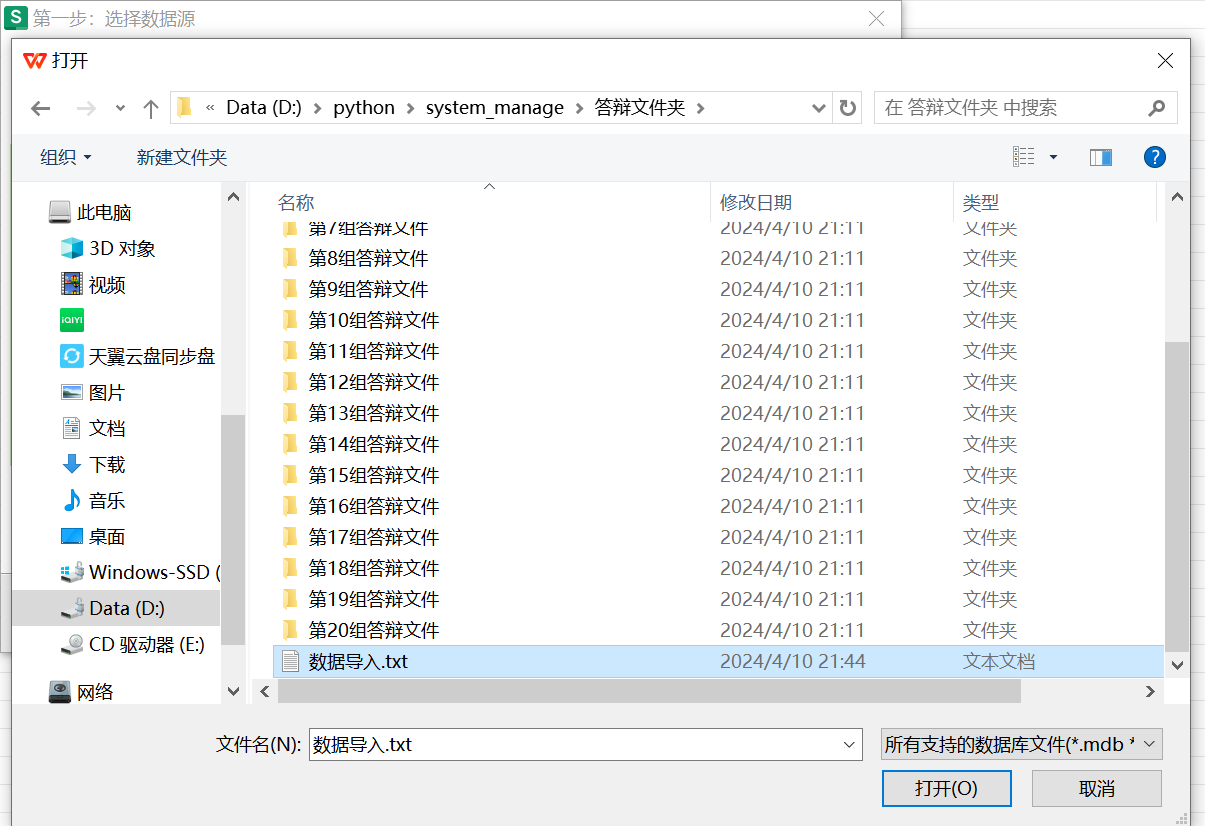 S 第一步：选择数据源
打开
« Data (D:) > python > system_manage > 答辩文件夹 >
在 答辩文件夹 中搜索
组织
新建文件夹
?
此电脑
3D 对象
视频
iQIYI
天翼云盘同步盘
图片
文档
下载
音乐
桌面
Windows-SSD (
Data (D:)
CD 驱动器 (E:)
网络
名称 修改日期 类型
第7组答辩文件 2024/4/10 21:11 文件夹
第8组答辩文件 2024/4/10 21:11 文件夹
第9组答辩文件 2024/4/10 21:11 文件夹
第10组答辩文件 2024/4/10 21:11 文件夹
第11组答辩文件 2024/4/10 21:11 文件夹
第12组答辩文件 2024/4/10 21:11 文件夹
第13组答辩文件 2024/4/10 21:11 文件夹
第14组答辩文件 2024/4/10 21:11 文件夹
第15组答辩文件 2024/4/10 21:11 文件夹
第16组答辩文件 2024/4/10 21:11 文件夹
第17组答辩文件 2024/4/10 21:11 文件夹
第18组答辩文件 2024/4/10 21:11 文件夹
第19组答辩文件 2024/4/10 21:11 文件夹
第20组答辩文件 2024/4/10 21:11 文件夹
数据导入.txt 2024/4/10 21:44 文本文档
文件名(N): 数据导入.txt
所有支持的数据库文件(*.mdb *
打开(O)
取消